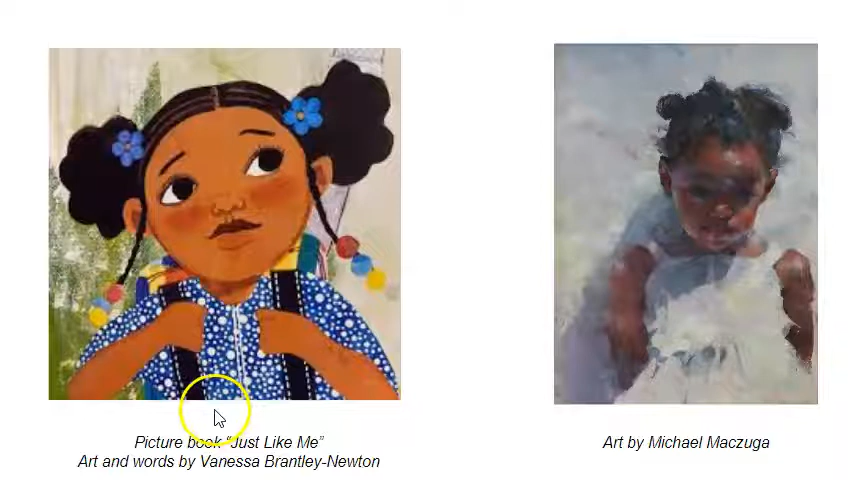 Picture book "Just Like Me"
Art and words by Vanessa Brantley-Newton
Art by Michael Maczuga